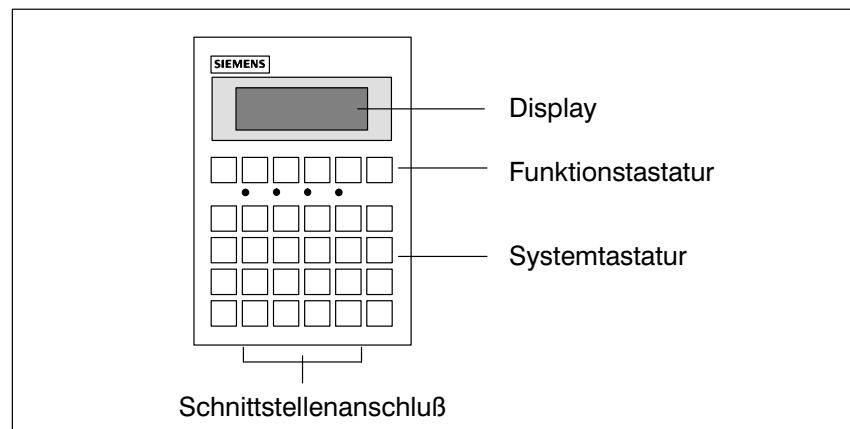 SIEMENS
Display
Funktionstastatur
Systemtastatur
Schnittstellenanschluß